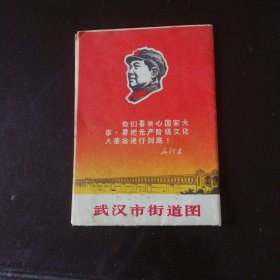 你们要关心国家大
事,要把无产阶级文化
大革命进行到底!
毛泽东
武汉市街道图